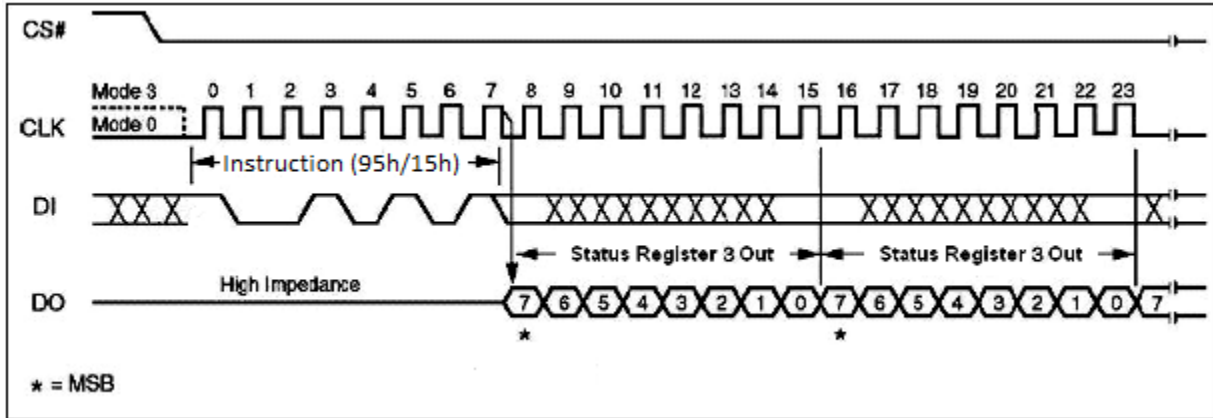 CS#
Mode 3 0 1 2 3 4 5 6 7 8 9 10 11 12 13 14 15 16 17 18 19 20 21 22 23
CLK Mode 0
Instruction (95h/15h)
DI
Status Register 3 Out Status Register 3 Out
High Impedance
DO 7 6 5 4 3 2 1 0 7 6 5 4 3 2 1 0 7
* *
* = MSB